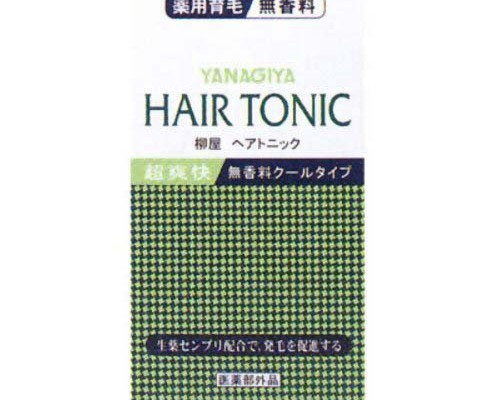 薬用育毛 無香料
YANAGIYA
HAIR TONIC
柳屋 ヘアトニック
超爽快 無香料クールタイプ
生薬センブリ配合で、発毛を促進する
医薬部外品